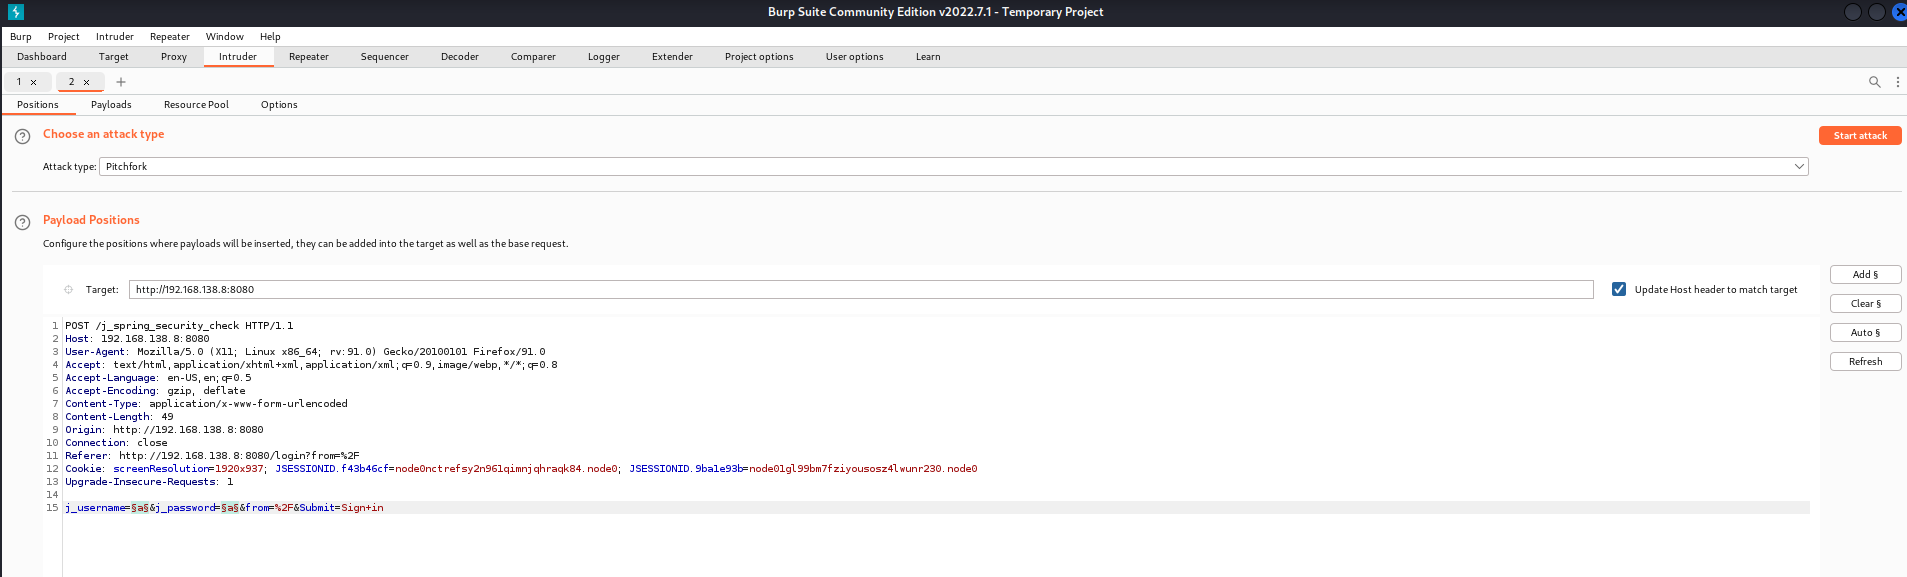 Burp Suite Community Edition v2022.7.1 - Temporary Project
Burp Project Intruder Repeater Window Help
Dashboard Target Proxy Intruder Repeater Sequencer Decoder Comparer Logger Extender Project options User options Learn
1 × 2 × +
Positions Payloads Resource Pool Options
? Choose an attack type
Start attack
Attack type: Pitchfork
? Payload Positions
Configure the positions where payloads will be inserted, they can be added into the target as well as the base request.
Target: http://192.168.138.8:8080
Update Host header to match target
Add §
Clear §
Auto §
Refresh
1 POST /j_spring_security_check HTTP/1.1
2 Host: 192.168.138.8:8080
3 User-Agent: Mozilla/5.0 (X11; Linux x86_64; rv:91.0) Gecko/20100101 Firefox/91.0
4 Accept: text/html,application/xhtml+xml,application/xml;q=0.9,image/webp,*/*;q=0.8
5 Accept-Language: en-US,en;q=0.5
6 Accept-Encoding: gzip, deflate
7 Content-Type: application/x-www-form-urlencoded
8 Content-Length: 49
9 Origin: http://192.168.138.8:8080
10 Connection: close
11 Referer: http://192.168.138.8:8080/login?from=%2F
12 Cookie: screenResolution=1920x937; JSESSIONID.f43b46cf=node0nctrefsy2n961qimnjqhraqk84.node0; JSESSIONID.9ba1e93b=node01gl99bm7fziyousosz4lwunr230.node0
13 Upgrade-Insecure-Requests: 1
14
15 j_username=§a§&j_password=§a§&from=%2F&Submit=Sign+in